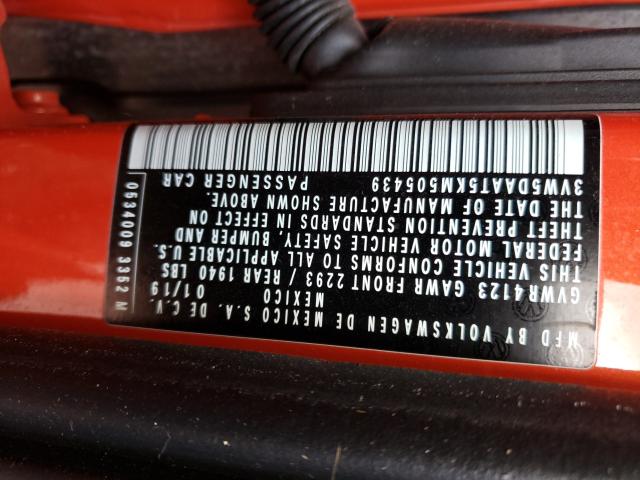 MFD BY VOLKSWAGEN DE MEXICO S.A. DE C.V.
MEXICO 01/19
GVWR 4123 GAWR FRONT 2293 / REAR 1940 LBS
THIS VEHICLE CONFORMS TO ALL APPLICABLE U.S.
FEDERAL MOTOR VEHICLE SAFETY, BUMPER AND
THEFT PREVENTION STANDARDS IN EFFECT ON
THE DATE OF MANUFACTURE SHOWN ABOVE.
3VW5DAAT5KM505439 PASSENGER CAR
0534009 3352 M